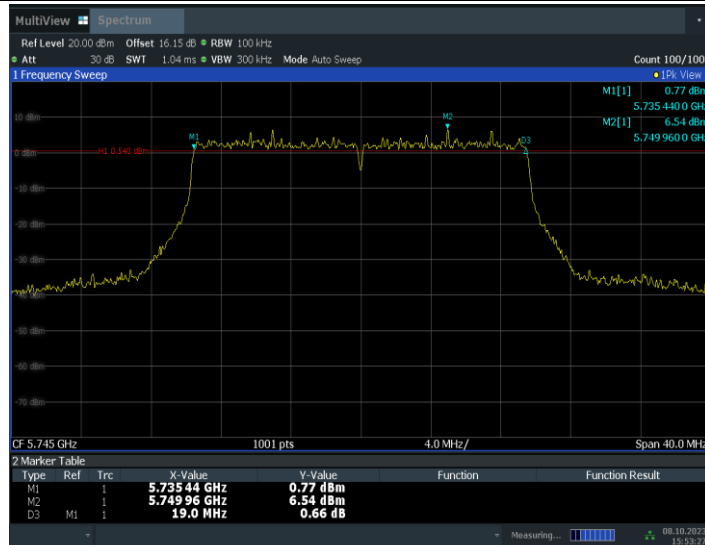 MultiView Spectrum
Ref Level 20.00 dBm Offset 16.15 dB RBW 100 kHz
Att 30 dB SWT 1.04 ms VBW 300 kHz Mode Auto Sweep Count 100/100
1 Frequency Sweep 1Pk View
M1[1] 0.77 dBm
5.735 440 0 GHz
M2[1] 6.54 dBm
5.749 960 0 GHz
10 dBm
M2
M1
D3
0 dBm
H1 0.540 dBm
-10 dBm
-20 dBm
-30 dBm
-40 dBm
-50 dBm
-60 dBm
-70 dBm
CF 5.745 GHz 1001 pts 4.0 MHz/ Span 40.0 MHz
2 Marker Table
Type Ref Trc X-Value Y-Value Function Function Result
M1 1 5.735 44 GHz 0.77 dBm
M2 1 5.749 96 GHz 6.54 dBm
D3 M1 1 19.0 MHz 0.66 dB
Measuring... 08.10.2023
15:53:27